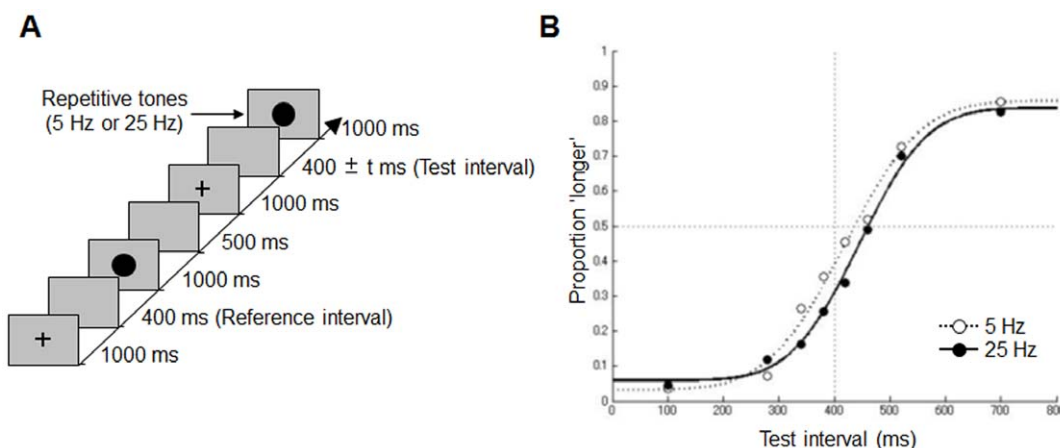 A
Repetitive tones
(5 Hz or 25 Hz)
1000 ms
400 ± t ms (Test interval)
1000 ms
500 ms
1000 ms
400 ms (Reference interval)
1000 ms
B
Proportion 'longer'
1
0.9
0.8
0.7
0.6
0.5
0.4
0.3
0.2
0.1
0
0 100 200 300 400 500 600 700 800
Test interval (ms)
5 Hz
25 Hz